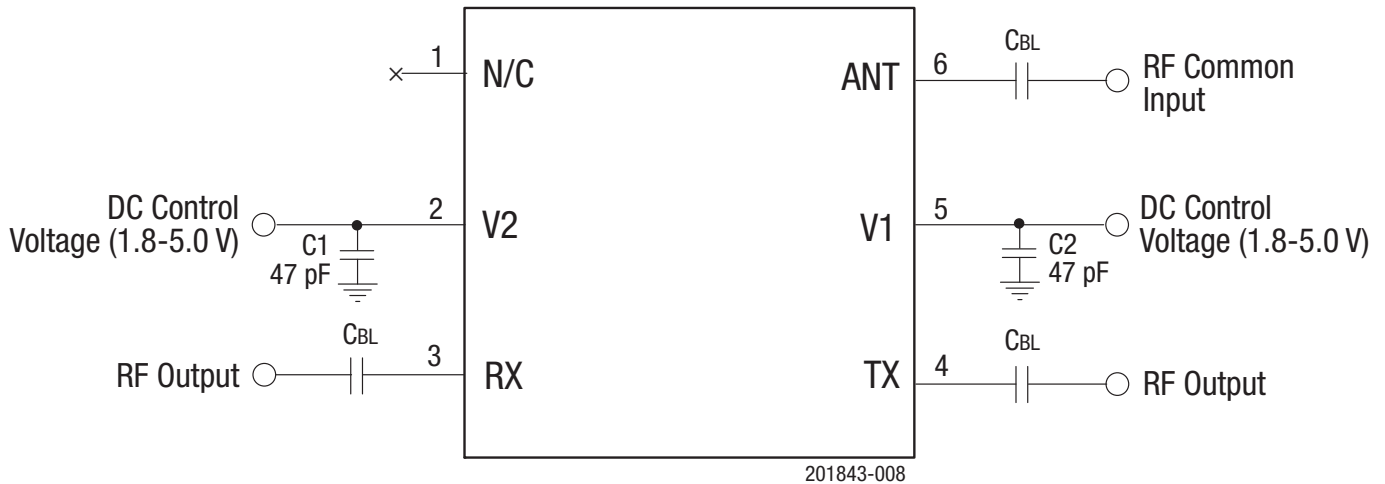 1
N/C
ANT
6
CBL
RF Common
Input
DC Control
Voltage (1.8-5.0 V)
2
V2
C1
47 pF
V1
5
DC Control
Voltage (1.8-5.0 V)
C2
47 pF
RF Output
CBL
3
RX
TX
4
CBL
RF Output
201843-008